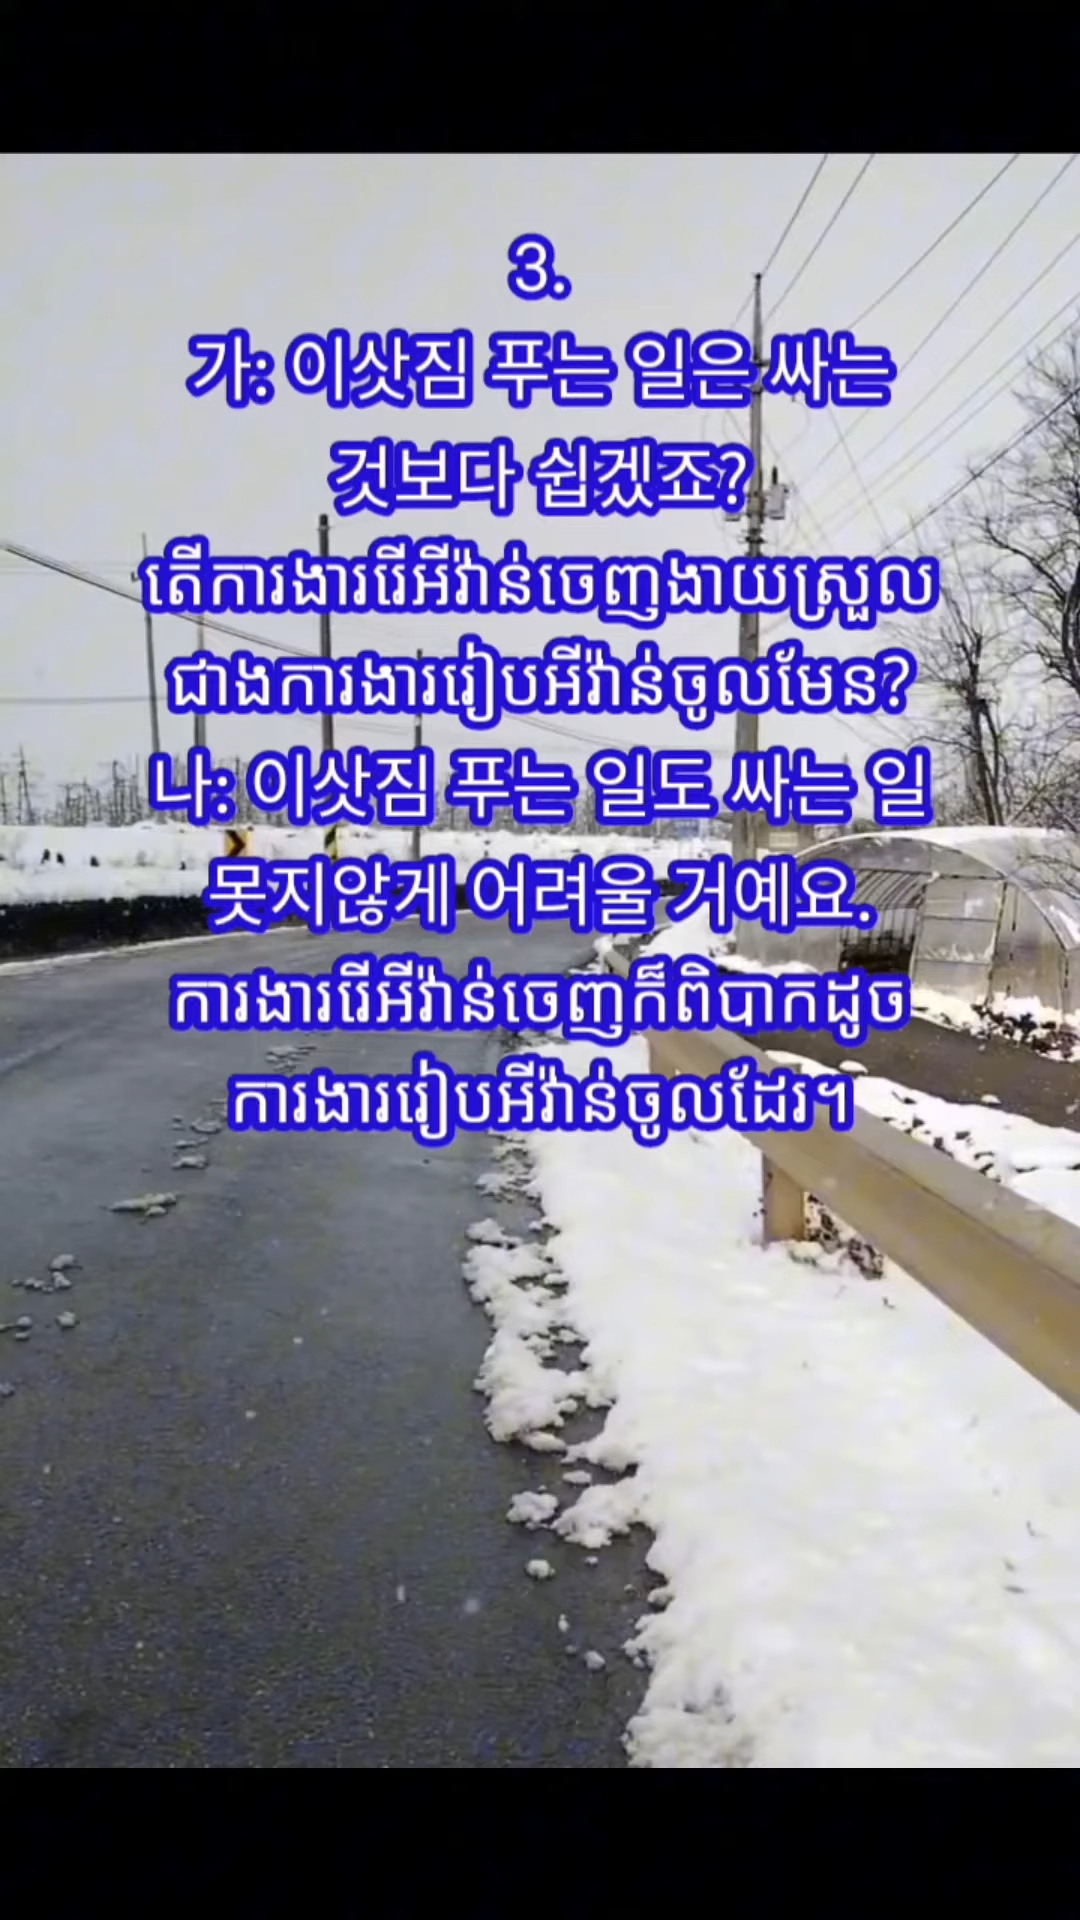 3.
가: 이삿짐 푸는 일은 싸는
것보다 쉽겠죠?
តើការងាររើអីវ៉ាន់ចេញងាយស្រួល
ជាងការងាររៀបអីវ៉ាន់ចូលមែន?
나: 이삿짐 푸는 일도 싸는 일
못지않게 어려울 거예요.
ការងាររើអីវ៉ាន់ចេញក៏ពិបាកដូច
ការងាររៀបអីវ៉ាន់ចូលដែរ។